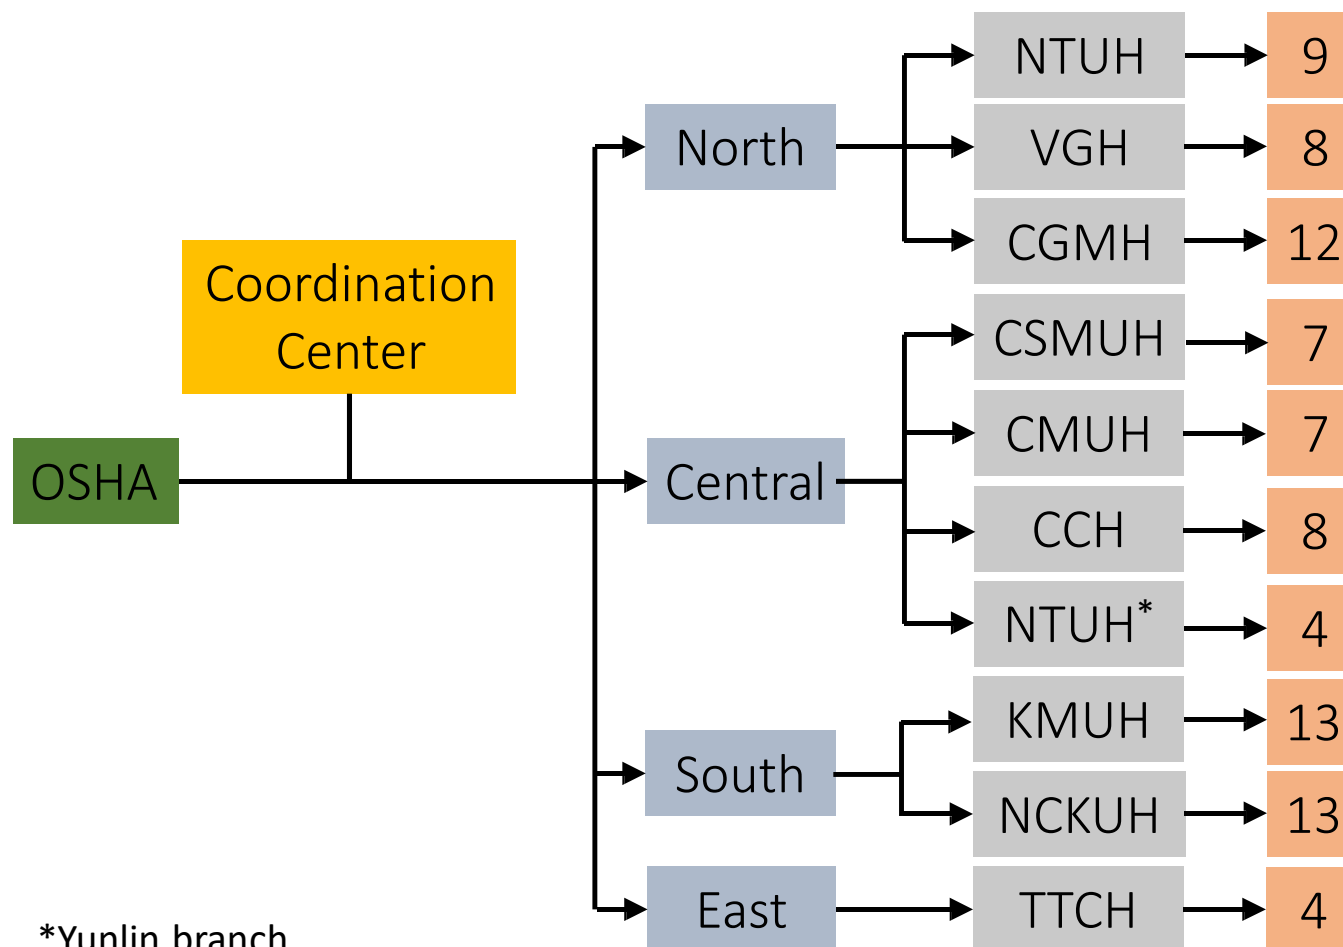 NTUH
9
North
VGH
8
CGMH
12
Coordination
Center
CSMUH
7
CMUH
7
OSHA
Central
CCH
8
NTUH*
4
KMUH
13
South
NCKUH
13
East
TTCH
4
*Yunlin branch